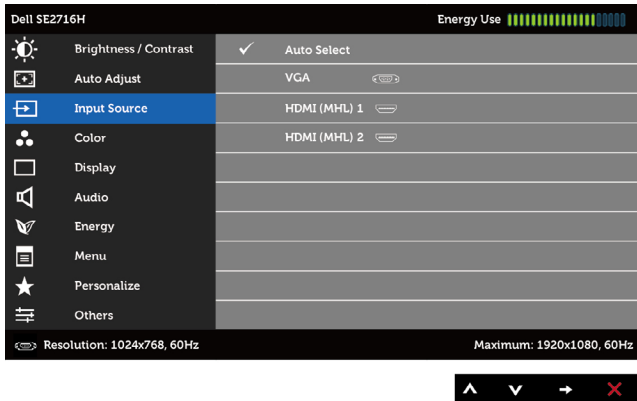 Dell SE2716H Energy Use
Brightness / Contrast Auto Select
Auto Adjust VGA
Input Source HDMI (MHL) 1
Color HDMI (MHL) 2
Display
Audio
Energy
Menu
Personalize
Others
Resolution: 1024x768, 60Hz Maximum: 1920x1080, 60Hz